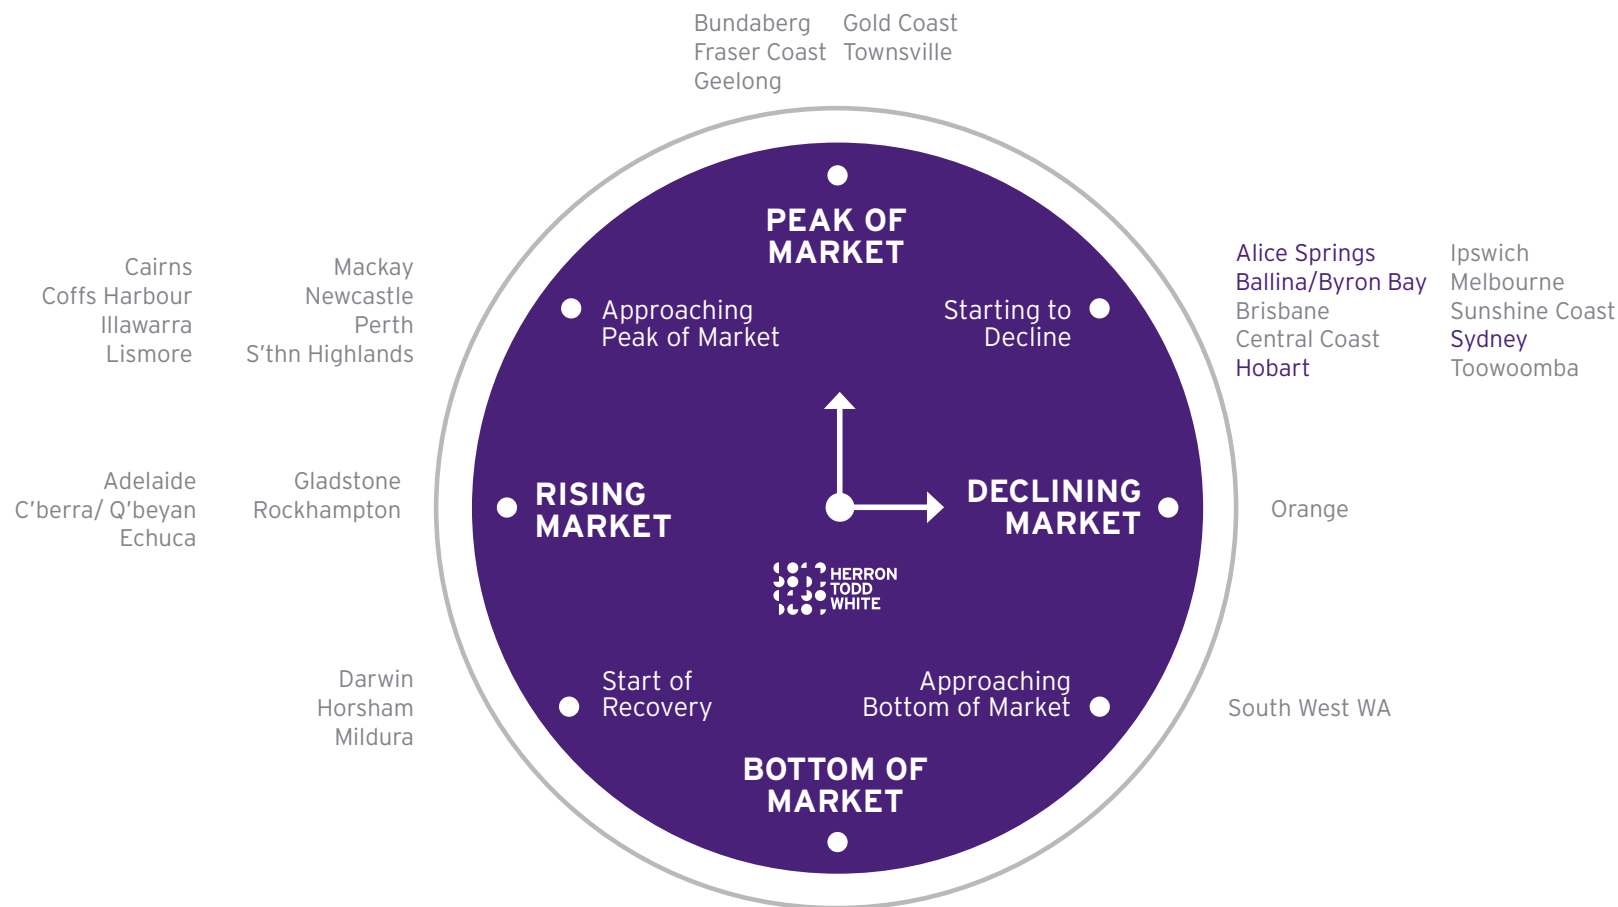 Bundaberg Gold Coast
Fraser Coast Townsville
Geelong
PEAK OF
MARKET
Cairns Mackay
Coffs Harbour Newcastle
Illawarra Perth
Lismore S'thn Highlands
Approaching
Peak of Market
Starting to
Decline
Alice Springs Ipswich
Ballina/Byron Bay Melbourne
Brisbane Sunshine Coast
Central Coast Sydney
Hobart Toowoomba
Adelaide Gladstone
C'berra/ Q'beyan Rockhampton
Echuca
RISING
MARKET
DECLINING
MARKET
Orange
HERRON
TODD
WHITE
Darwin
Horsham
Mildura
Start of
Recovery
Approaching
Bottom of Market
South West WA
BOTTOM OF
MARKET